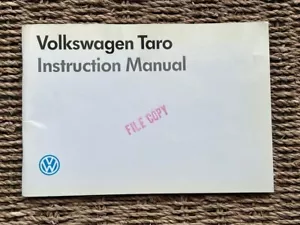 Volkswagen Taro
Instruction Manual
FILE COPY